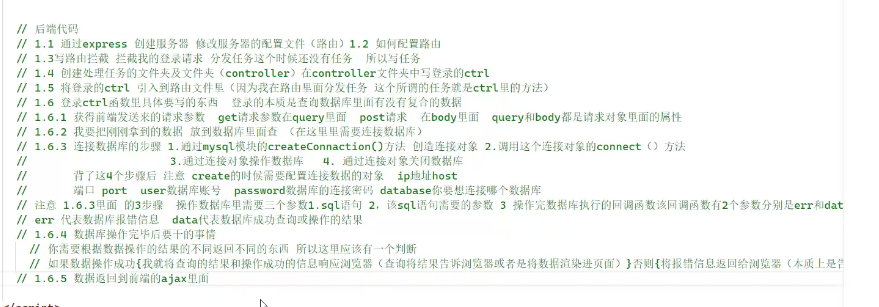 // 后端代码
// 1.1 通过express 创建服务器 修改服务器的配置文件（路由）1.2 如何配置路由
// 1.3写路由拦截 拦截我的登录请求 分发任务这个时候还没有任务 所以写任务
// 1.4 创建处理任务的文件夹及文件夹（controller）在controller文件夹中写登录的ctrl
// 1.5 将登录的ctrl 引入到路由文件里（因为我在路由里面分发任务 这个所谓的任务就是ctrl里的方法）
// 1.6 登录ctrl函数里具体要写的东西 登录的本质是查询数据库里面有没有复合的数据
// 1.6.1 获得前端发送来的请求参数 get请求参数在query里面 post请求 在body里面 query和body都是请求对象里面的属性
// 1.6.2 我要把刚刚拿到的数据 放到数据库里面查 （在这里里需要连接数据库）
// 1.6.3 连接数据库的步骤 1.通过mysql模块的createConnaction()方法 创造连接对象 2.调用这个连接对象的connect（）方法
// 3.通过连接对象操作数据库 4. 通过连接对象关闭数据库
// 背了这4个步骤后 注意 create的时候需要配置连接数据的对象 ip地址host
// 端口 port user数据库账号 password数据库的连接密码 database你要想连接哪个数据库
// 注意 1.6.3里面 的3步骤 操作数据库里需要三个参数1.sql语句 2，该sql语句需要的参数 3 操作完数据库执行的回调函数该回调函数有2个参数分别是err和dat
// err 代表数据库报错信息 data代表数据库成功查询或操作的结果
// 1.6.4 数据库操作完毕后要干的事情
// 你需要根据数据操作的结果的不同返回不同的东西 所以这里应该有一个判断
// 如果数据操作成功{我就将查询的结果和操作成功的信息响应浏览器（查询将结果告诉浏览器或者是将数据渲染进页面）}否则{将报错信息返回给浏览器（本质上是告
// 1.6.5 数据返回到前端的ajax里面